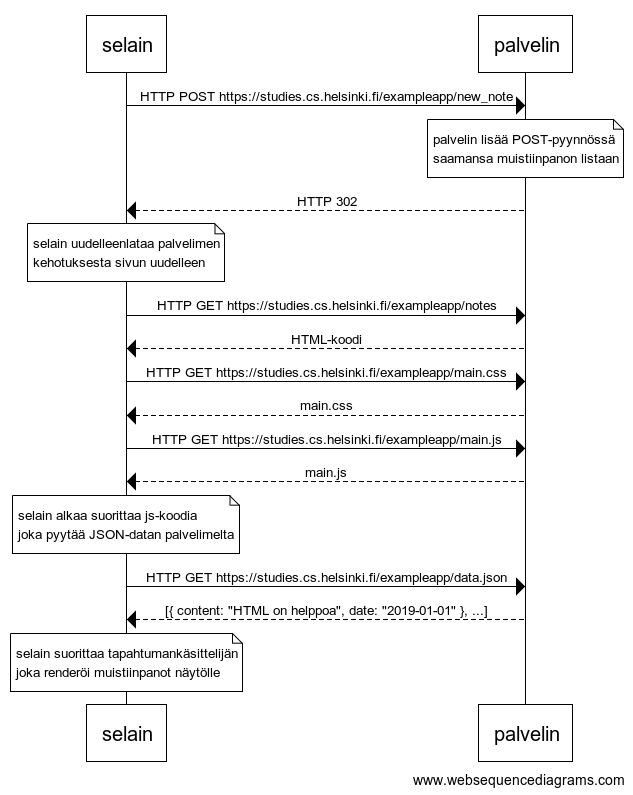 selain
palvelin
HTTP POST https://studies.cs.helsinki.fi/exampleapp/new_note
palvelin lisää POST-pyynnössä
saamansa muistiinpanon listaan
HTTP 302
selain uudelleenlataa palvelimen
kehotuksesta sivun uudelleen
HTTP GET https://studies.cs.helsinki.fi/exampleapp/notes
HTML-koodi
HTTP GET https://studies.cs.helsinki.fi/exampleapp/main.css
main.css
HTTP GET https://studies.cs.helsinki.fi/exampleapp/main.js
main.js
selain alkaa suorittaa js-koodia
joka pyytää JSON-datan palvelimelta
HTTP GET https://studies.cs.helsinki.fi/exampleapp/data.json
[{ content: "HTML on helppoa", date: "2019-01-01" }, ...]
selain suorittaa tapahtumankäsittelijän
joka renderöi muistiinpanot näytölle
selain
palvelin
www.websequencediagrams.com